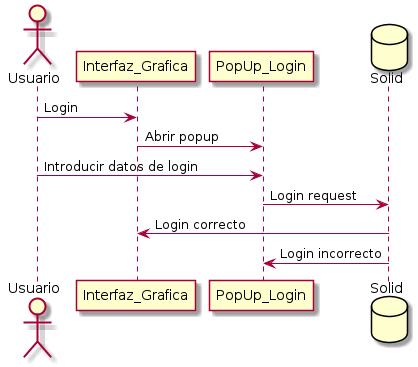 Usuario
Interfaz_Grafica
PopUp_Login
Solid
Login
Abrir popup
Introducir datos de login
Login request
Login correcto
Login incorrecto
Usuario
Interfaz_Grafica
PopUp_Login
Solid